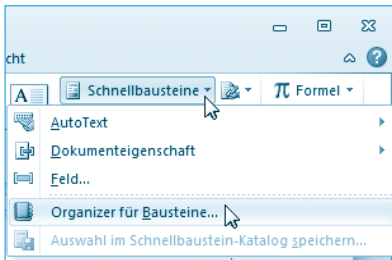 cht
A Schnellbausteine π Formel
AutoText
Dokumenteigenschaft
Feld...
Organizer für Bausteine...
Auswahl im Schnellbaustein-Katalog speichern...